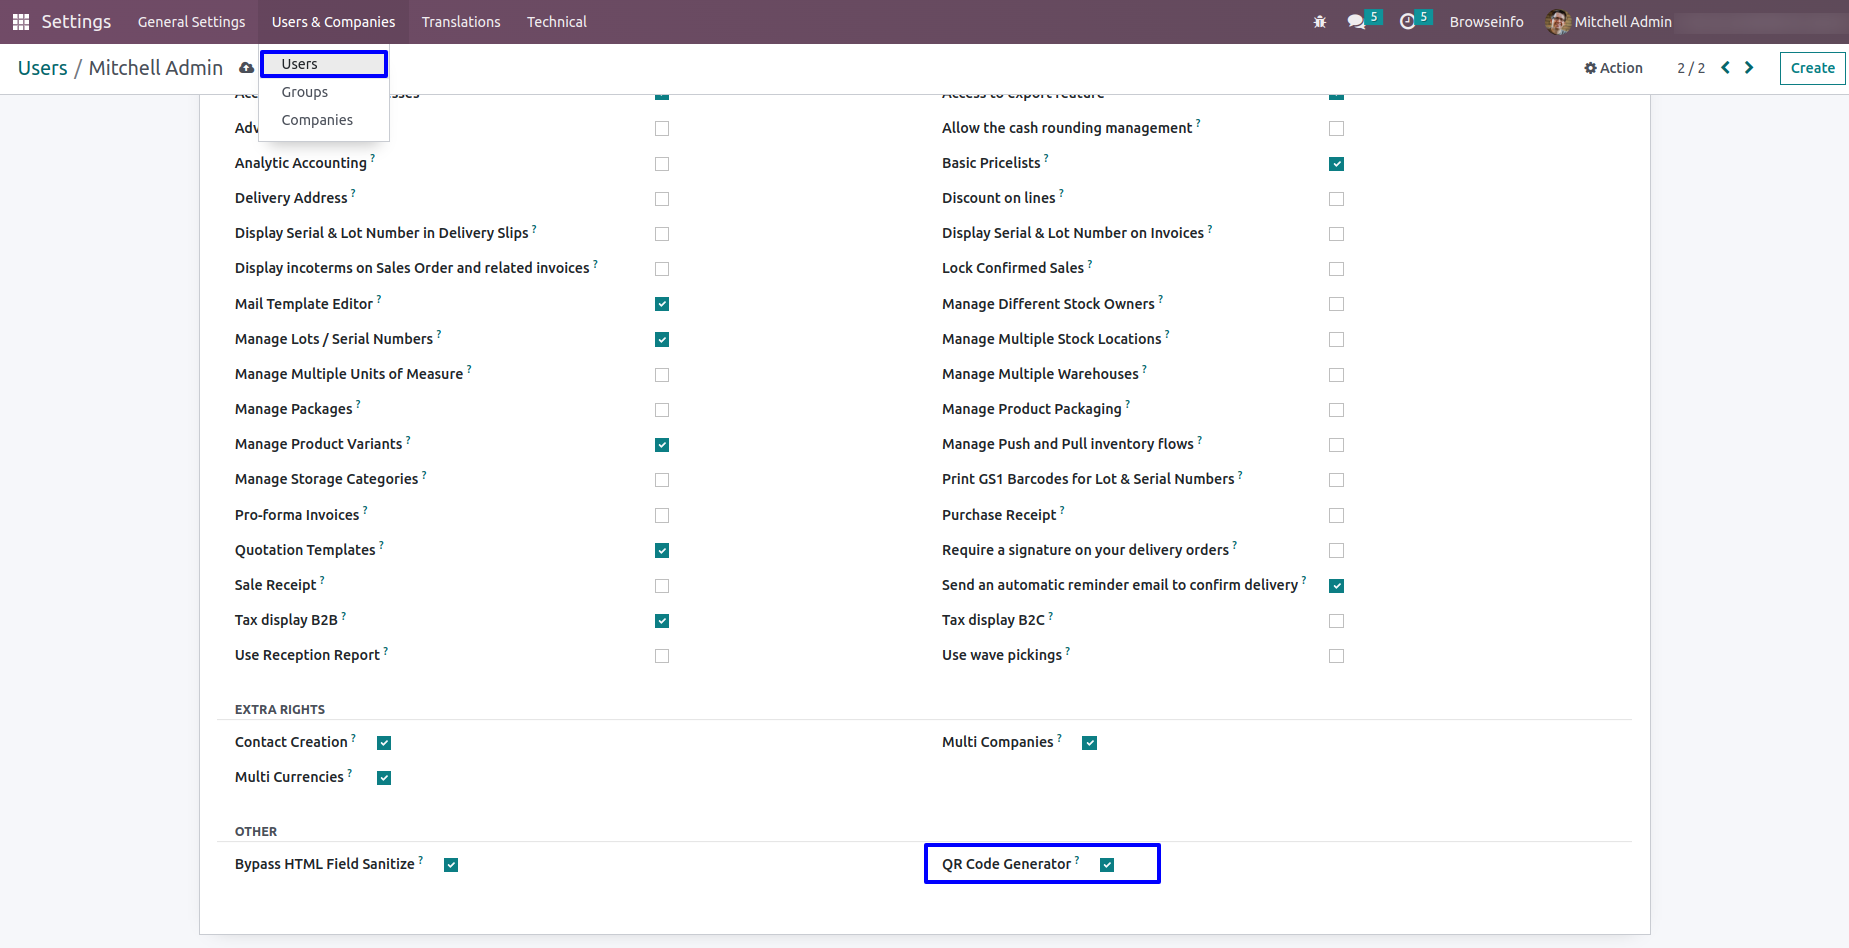 Settings General Settings Users & Companies Translations Technical 5 5 Browseinfo Mitchell Admin
Users / Mitchell Admin Users Action 2 / 2 Create
Groups
Companies
Access to export feature
Allow the cash rounding management ?
Analytic Accounting ? Basic Pricelists ?
Delivery Address ? Discount on lines ?
Display Serial & Lot Number in Delivery Slips ? Display Serial & Lot Number on Invoices ?
Display incoterms on Sales Order and related invoices ? Lock Confirmed Sales ?
Mail Template Editor ? Manage Different Stock Owners ?
Manage Lots / Serial Numbers ? Manage Multiple Stock Locations ?
Manage Multiple Units of Measure ? Manage Multiple Warehouses ?
Manage Packages ? Manage Product Packaging ?
Manage Product Variants ? Manage Push and Pull inventory flows ?
Manage Storage Categories ? Print GS1 Barcodes for Lot & Serial Numbers ?
Pro-forma Invoices ? Purchase Receipt ?
Quotation Templates ? Require a signature on your delivery orders ?
Sale Receipt ? Send an automatic reminder email to confirm delivery ?
Tax display B2B ? Tax display B2C ?
Use Reception Report ? Use wave pickings ?
EXTRA RIGHTS
Contact Creation ? Multi Companies ?
Multi Currencies ?
OTHER
Bypass HTML Field Sanitize ? QR Code Generator ?